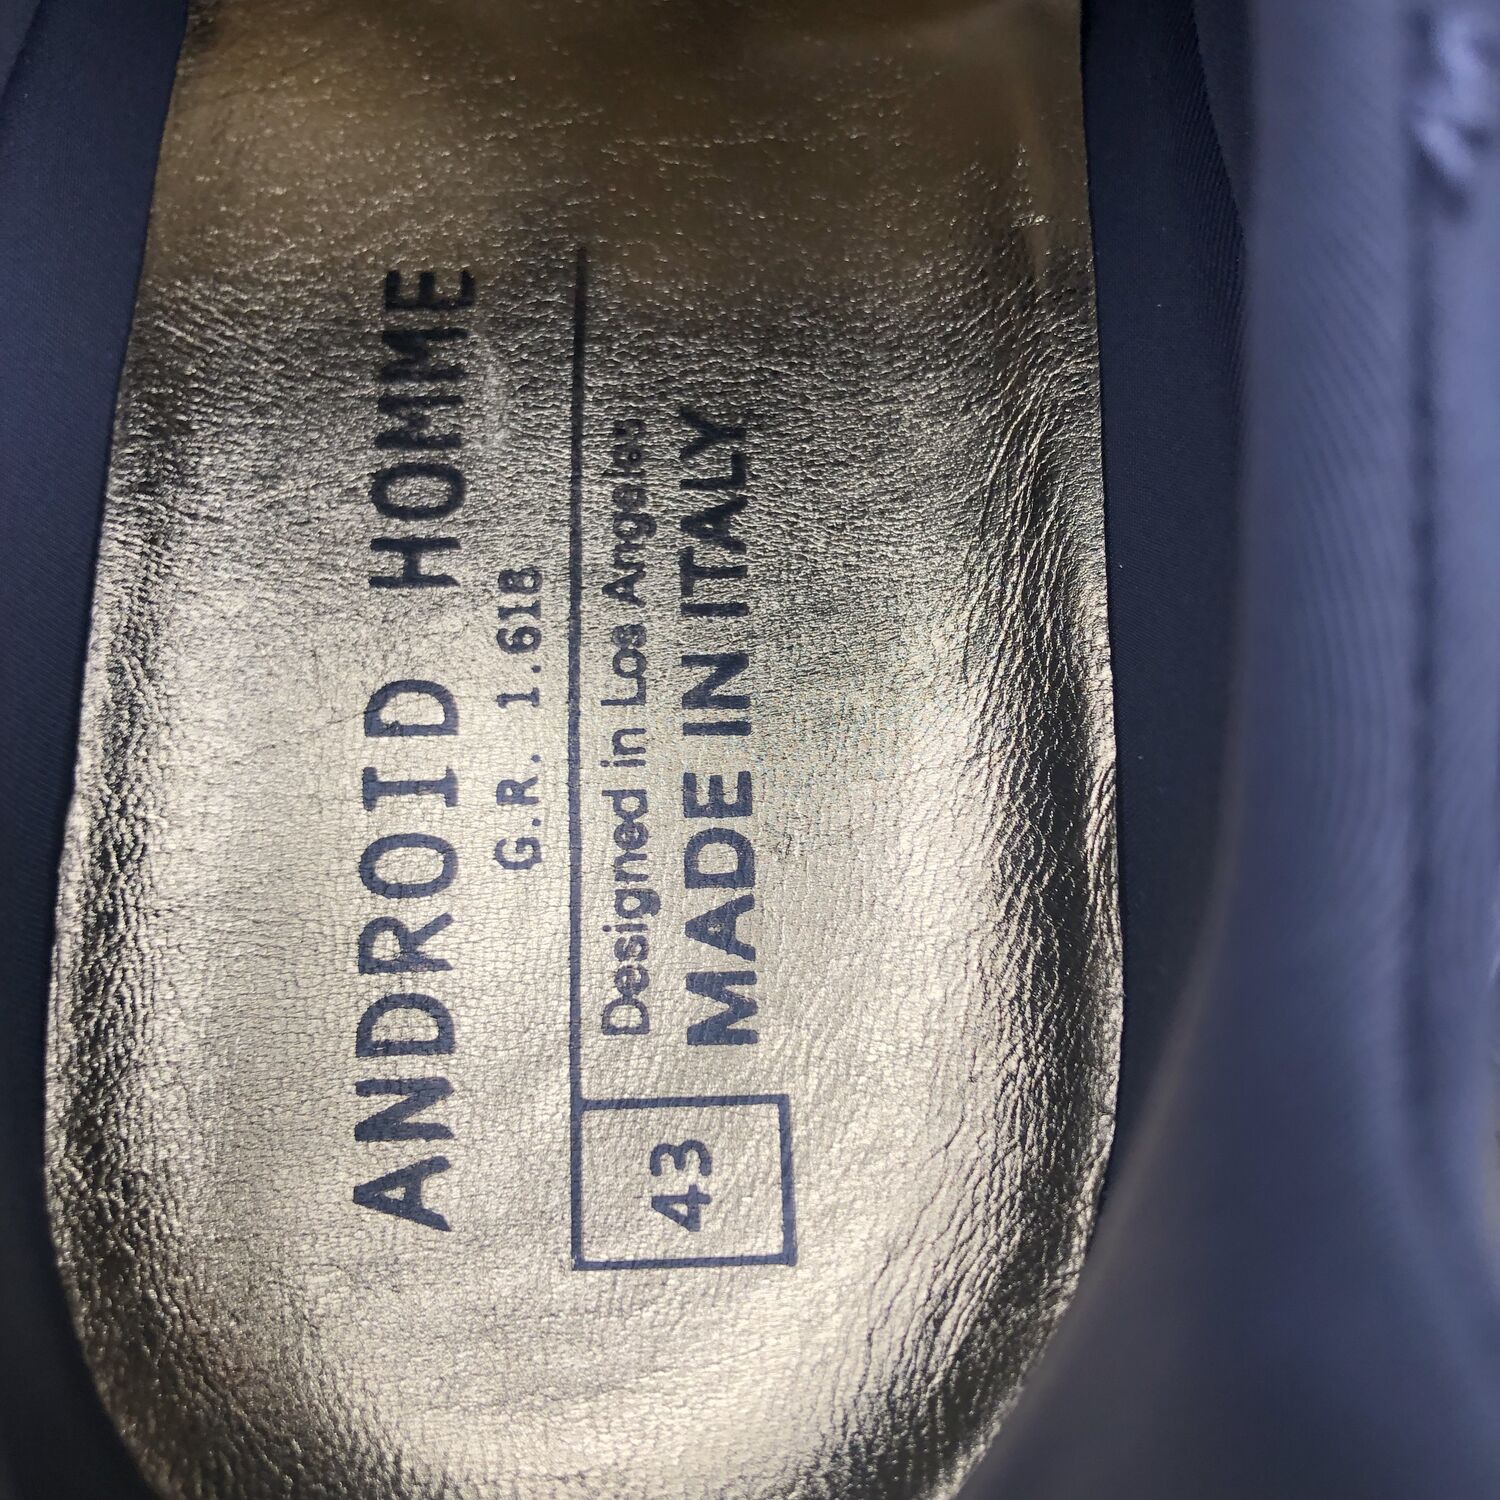 ANDROID HOMME
G.R. 1.618
Designed in Los Angeles
MADE IN ITALY
43